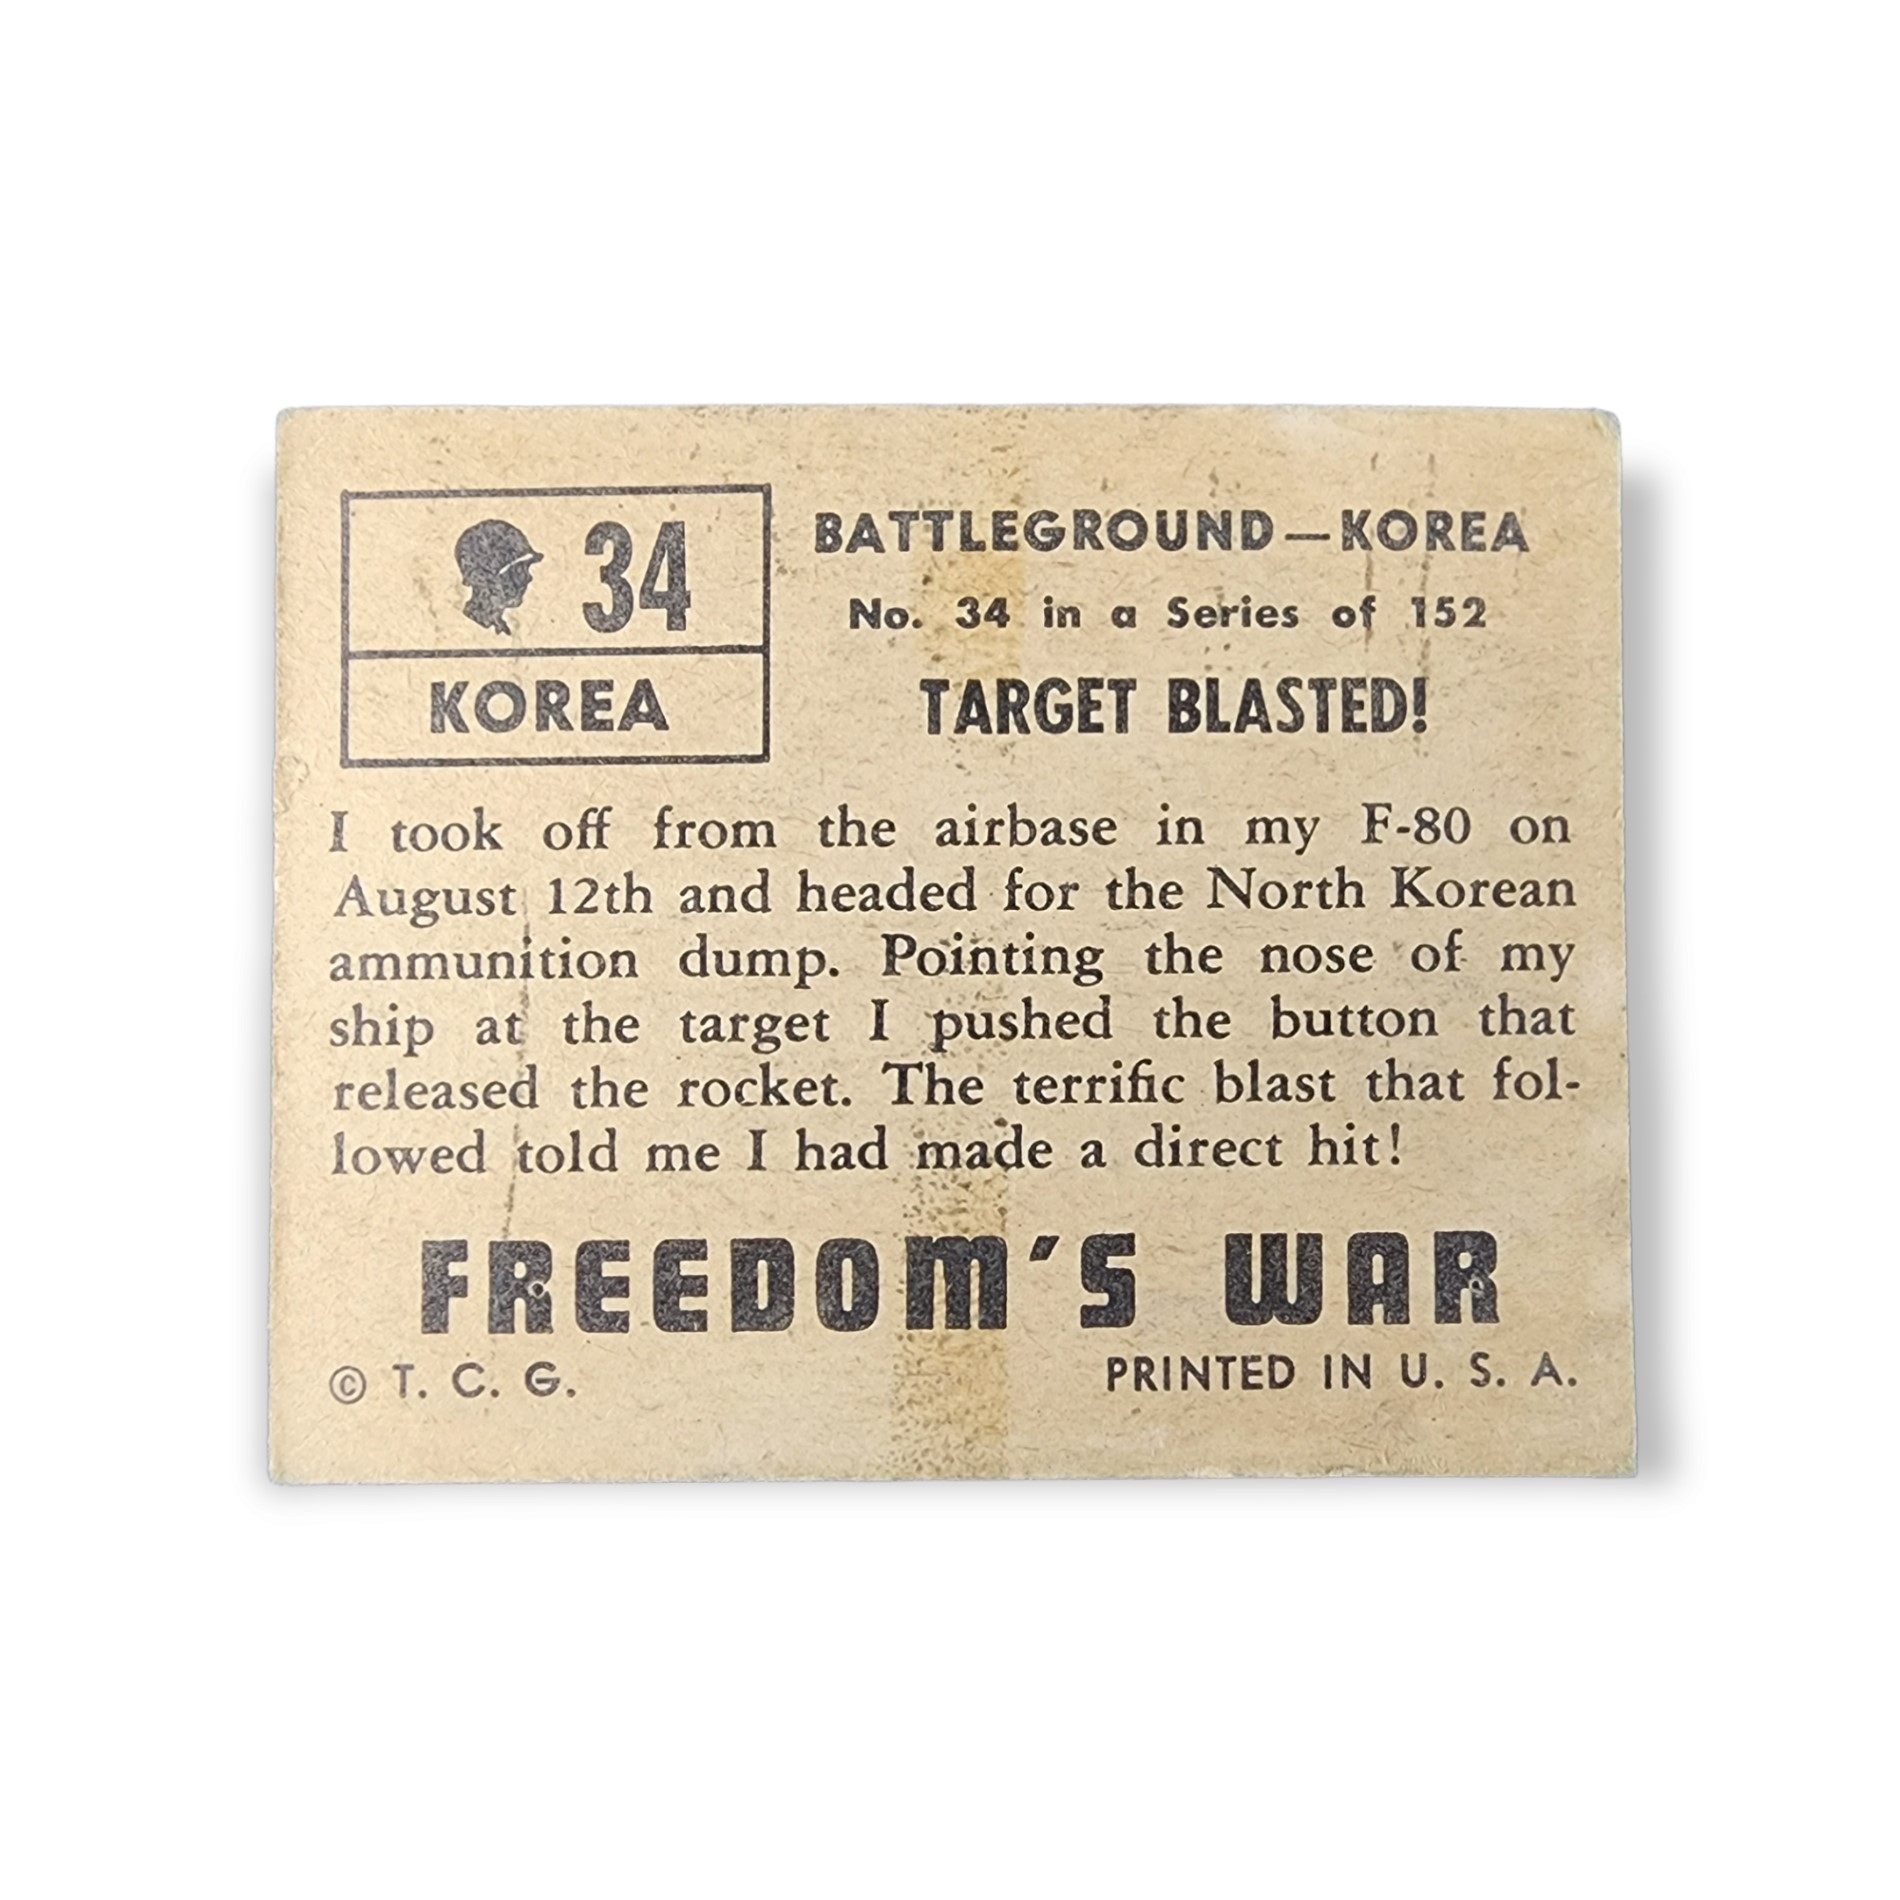 34
KOREA
BATTLEGROUND—KOREA
No. 34 in a Series of 152
TARGET BLASTED!
I took off from the airbase in my F-80 on
August 12th and headed for the North Korean
ammunition dump. Pointing the nose of my
ship at the target I pushed the button that
released the rocket. The terrific blast that fol-
lowed told me I had made a direct hit!
FREEDOM'S WAR
© T. C. G.
PRINTED IN U. S. A.